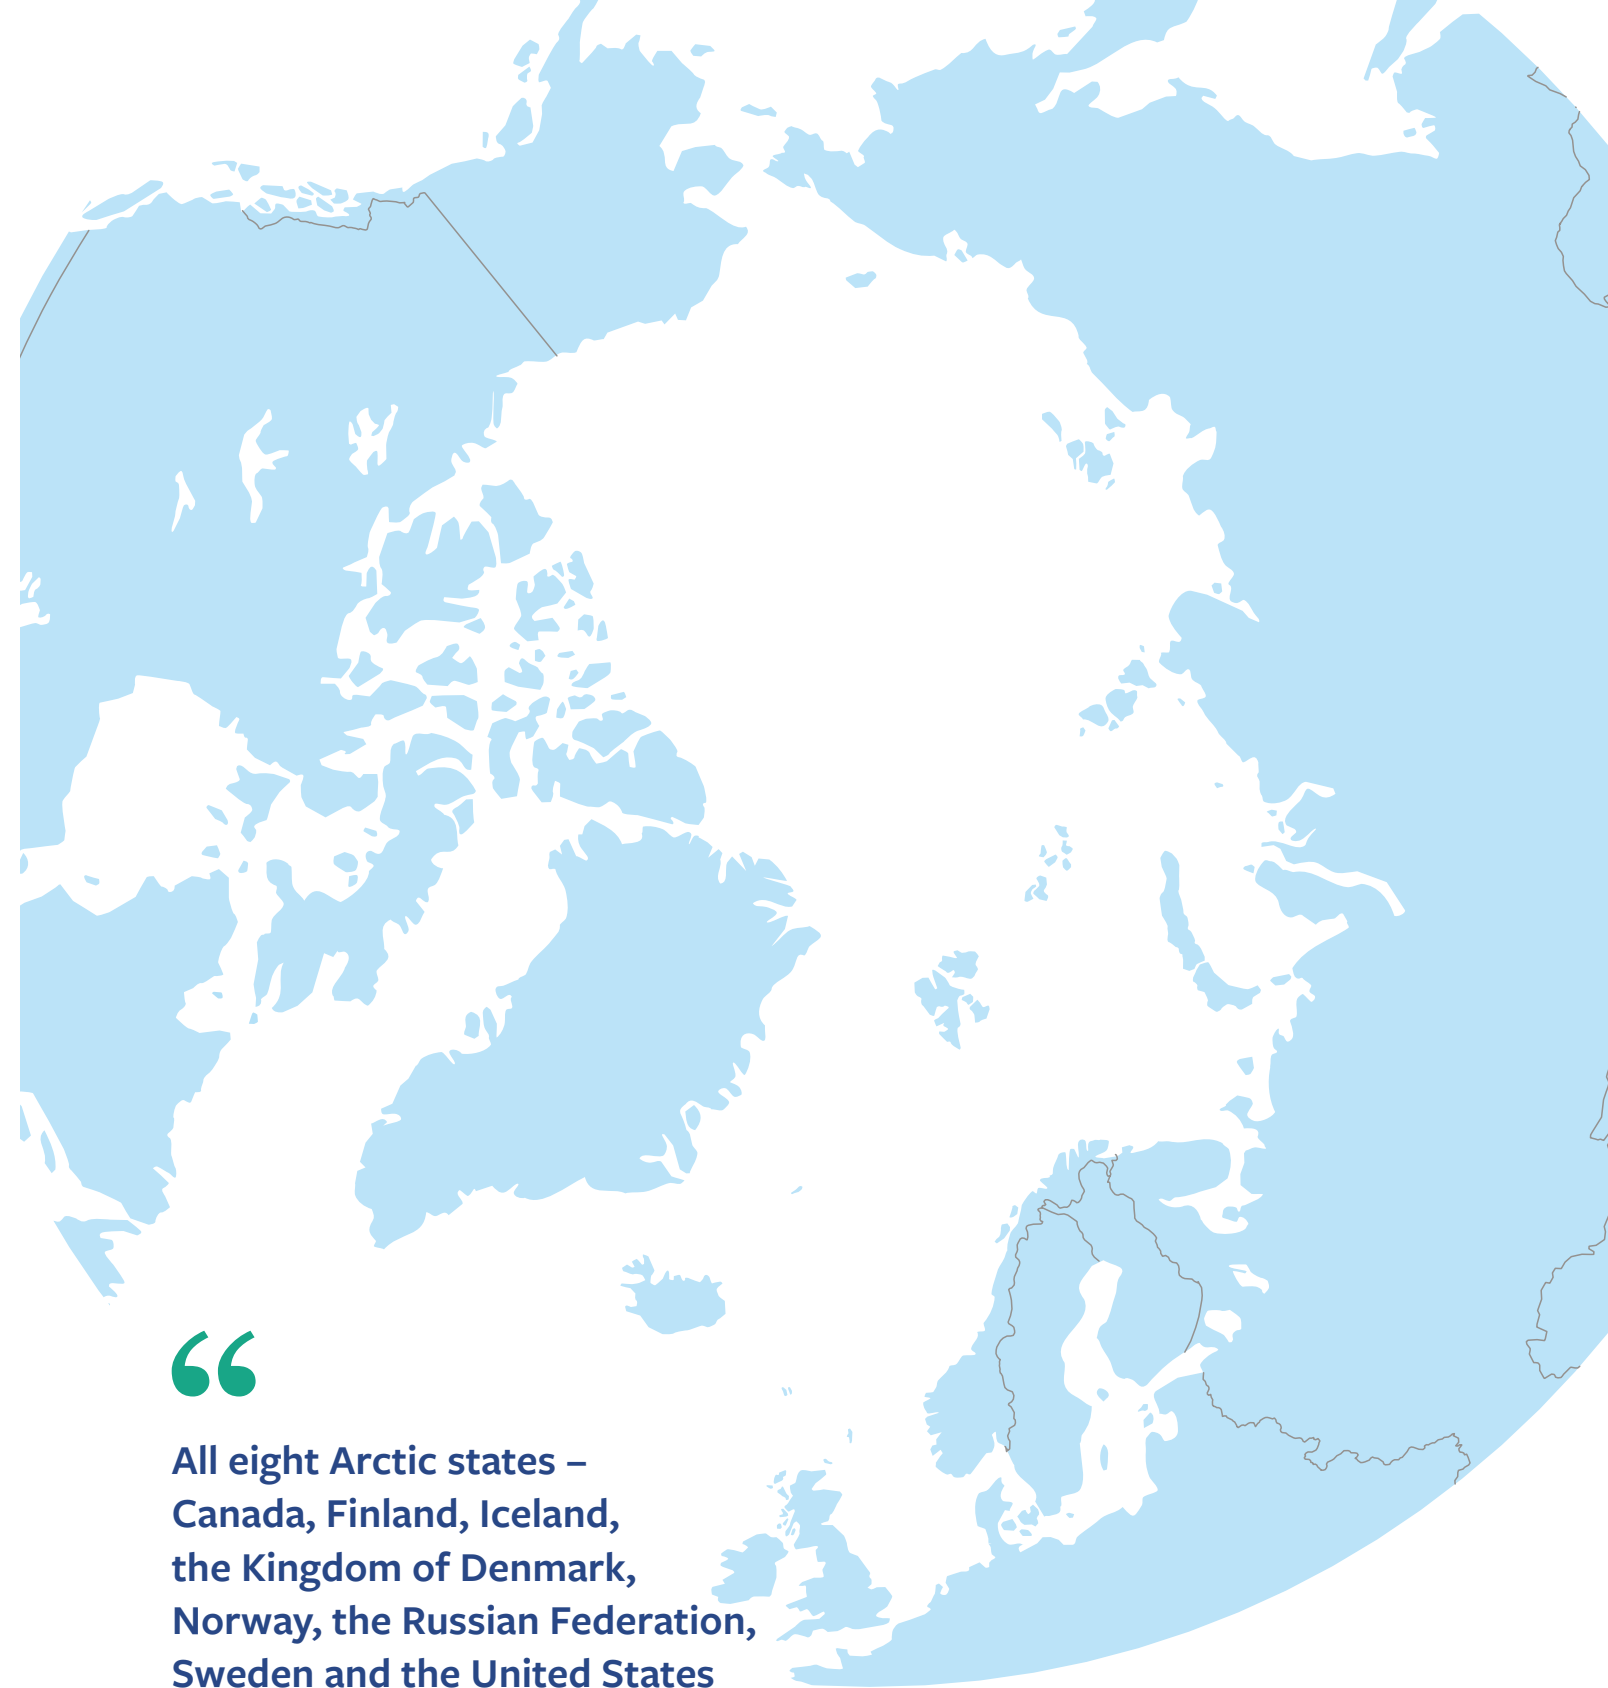 “
All eight Arctic states –
Canada, Finland, Iceland,
the Kingdom of Denmark,
Norway, the Russian Federation,
Sweden and the United States